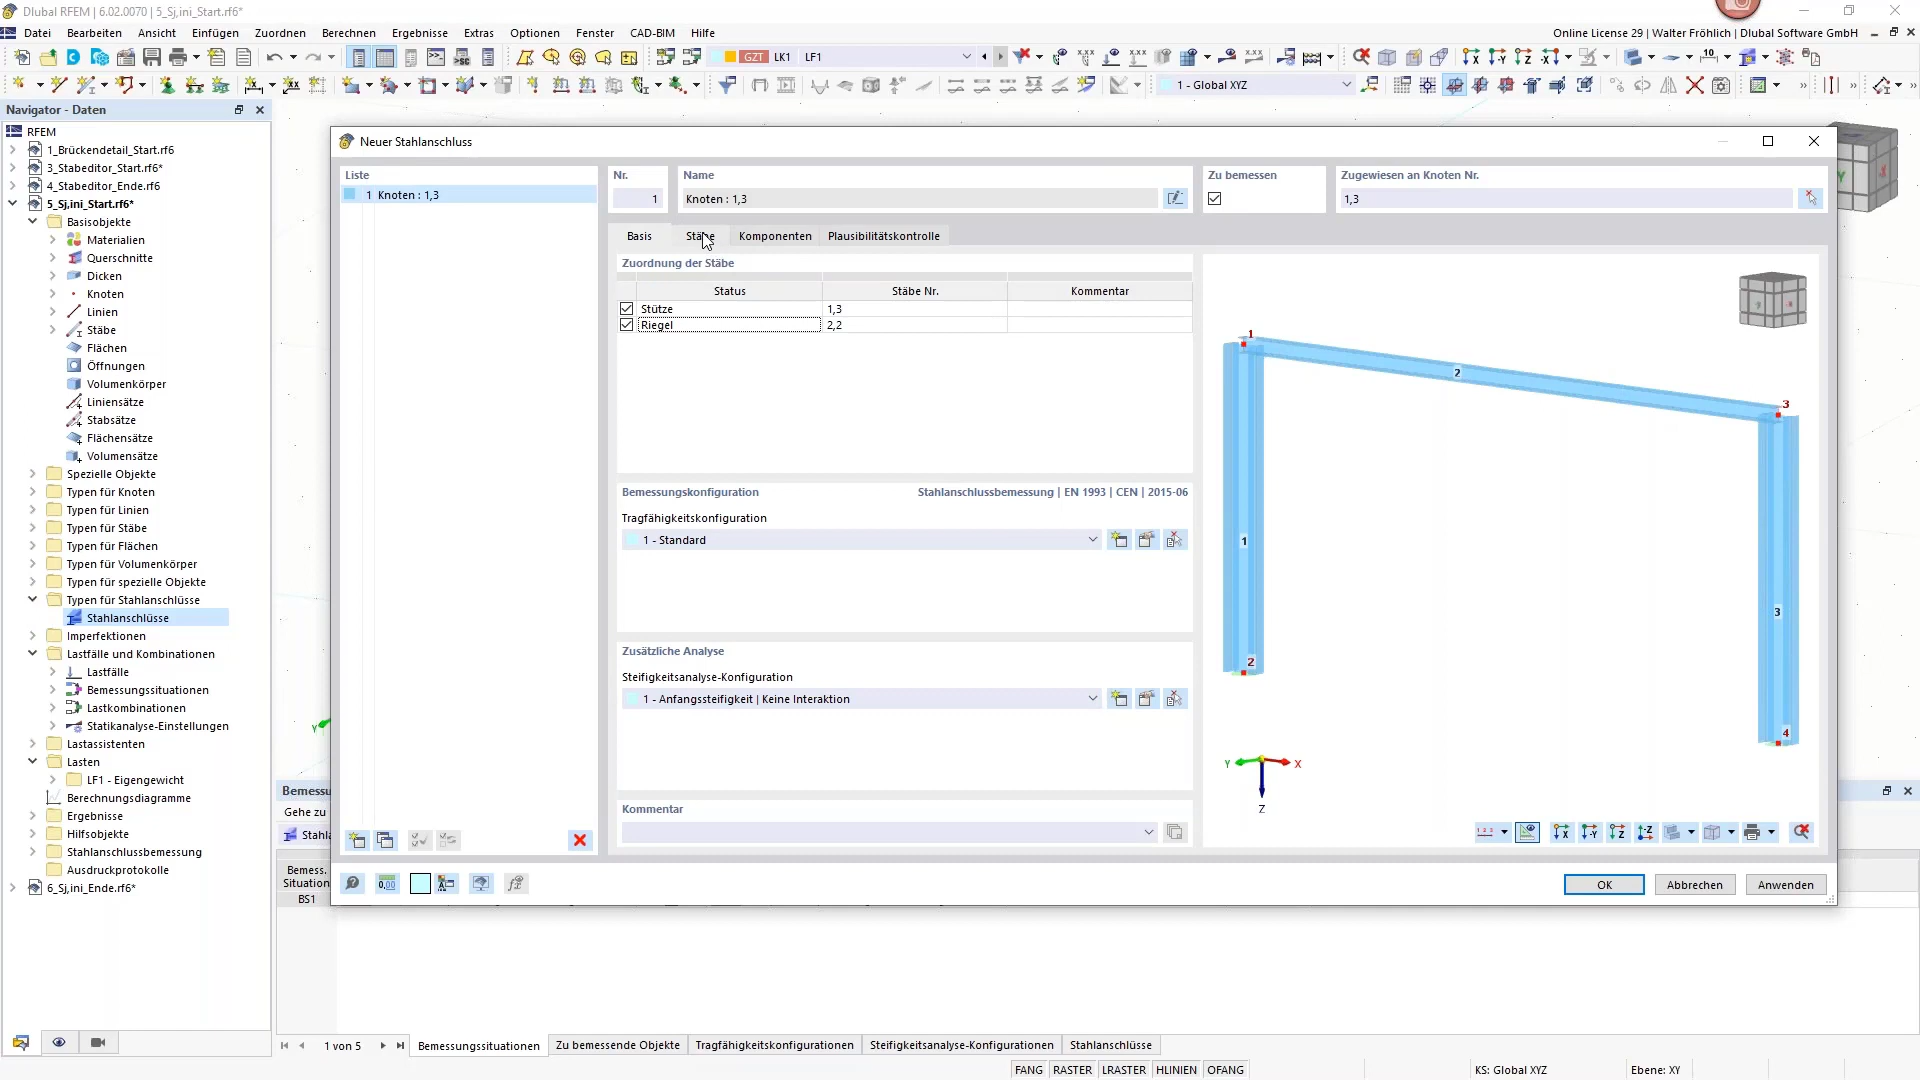 Dlubal RFEM | 6.02.0070 | 5_Sj,ini_Start.rf6*
Datei Bearbeiten Ansicht Einfügen Zuordnen Berechnen Ergebnisse Extras Optionen Fenster CAD-BIM Hilfe
Online License 29 | Walter Fröhlich | Dlubal Software GmbH
GZT LK1 LF1
1 - Global XYZ
Navigator - Daten
RFEM
1_Brückendetail_Start.rf6
3_Stabeditor_Start.rf6*
4_Stabeditor_Ende.rf6
5_Sj,ini_Start.rf6*
Basisobjekte
Materialien
Querschnitte
Dicken
Knoten
Linien
Stäbe
Flächen
Öffnungen
Volumenkörper
Liniensätze
Stabsätze
Flächensätze
Volumensätze
Spezielle Objekte
Typen für Knoten
Typen für Linien
Typen für Stäbe
Typen für Flächen
Typen für Volumenkörper
Typen für spezielle Objekte
Typen für Stahlanschlüsse
Stahlanschlüsse
Imperfektionen
Lastfälle und Kombinationen
Lastfälle
Bemessungssituationen
Lastkombinationen
Statikanalyse-Einstellungen
Lastassistenten
Lasten
LF1 - Eigengewicht
Berechnungsdiagramme
Ergebnisse
Hilfsobjekte
Stahlanschlussbemessung
Ausdruckprotokolle
6_Sj,ini_Ende.rf6*
Neuer Stahlanschluss
Liste
1 Knoten : 1,3
Nr.
1
Name
Knoten : 1,3
Zu bemessen
Zugewiesen an Knoten Nr.
1,3
Basis Stäbe Komponenten Plausibilitätskontrolle
Zuordnung der Stäbe
Status Stäbe Nr. Kommentar
Stütze 1,3
Riegel 2,2
Bemessungskonfiguration Stahlanschlussbemessung | EN 1993 | CEN | 2015-06
Tragfähigkeitskonfiguration
1 - Standard
Zusätzliche Analyse
Steifigkeitsanalyse-Konfiguration
1 - Anfangssteifigkeit | Keine Interaktion
Kommentar
1
2
3
1
3
2
4
Y X
Z
OK Abbrechen Anwenden
Bemessu
Gehe zu
Stahla
Bemess.
Situation
BS1
1 von 5
Bemessungssituationen Zu bemessende Objekte Tragfähigkeitskonfigurationen Steifigkeitsanalyse-Konfigurationen Stahlanschlüsse
FANG RASTER LRASTER HLINIEN OFANG
KS: Global XYZ
Ebene: XY